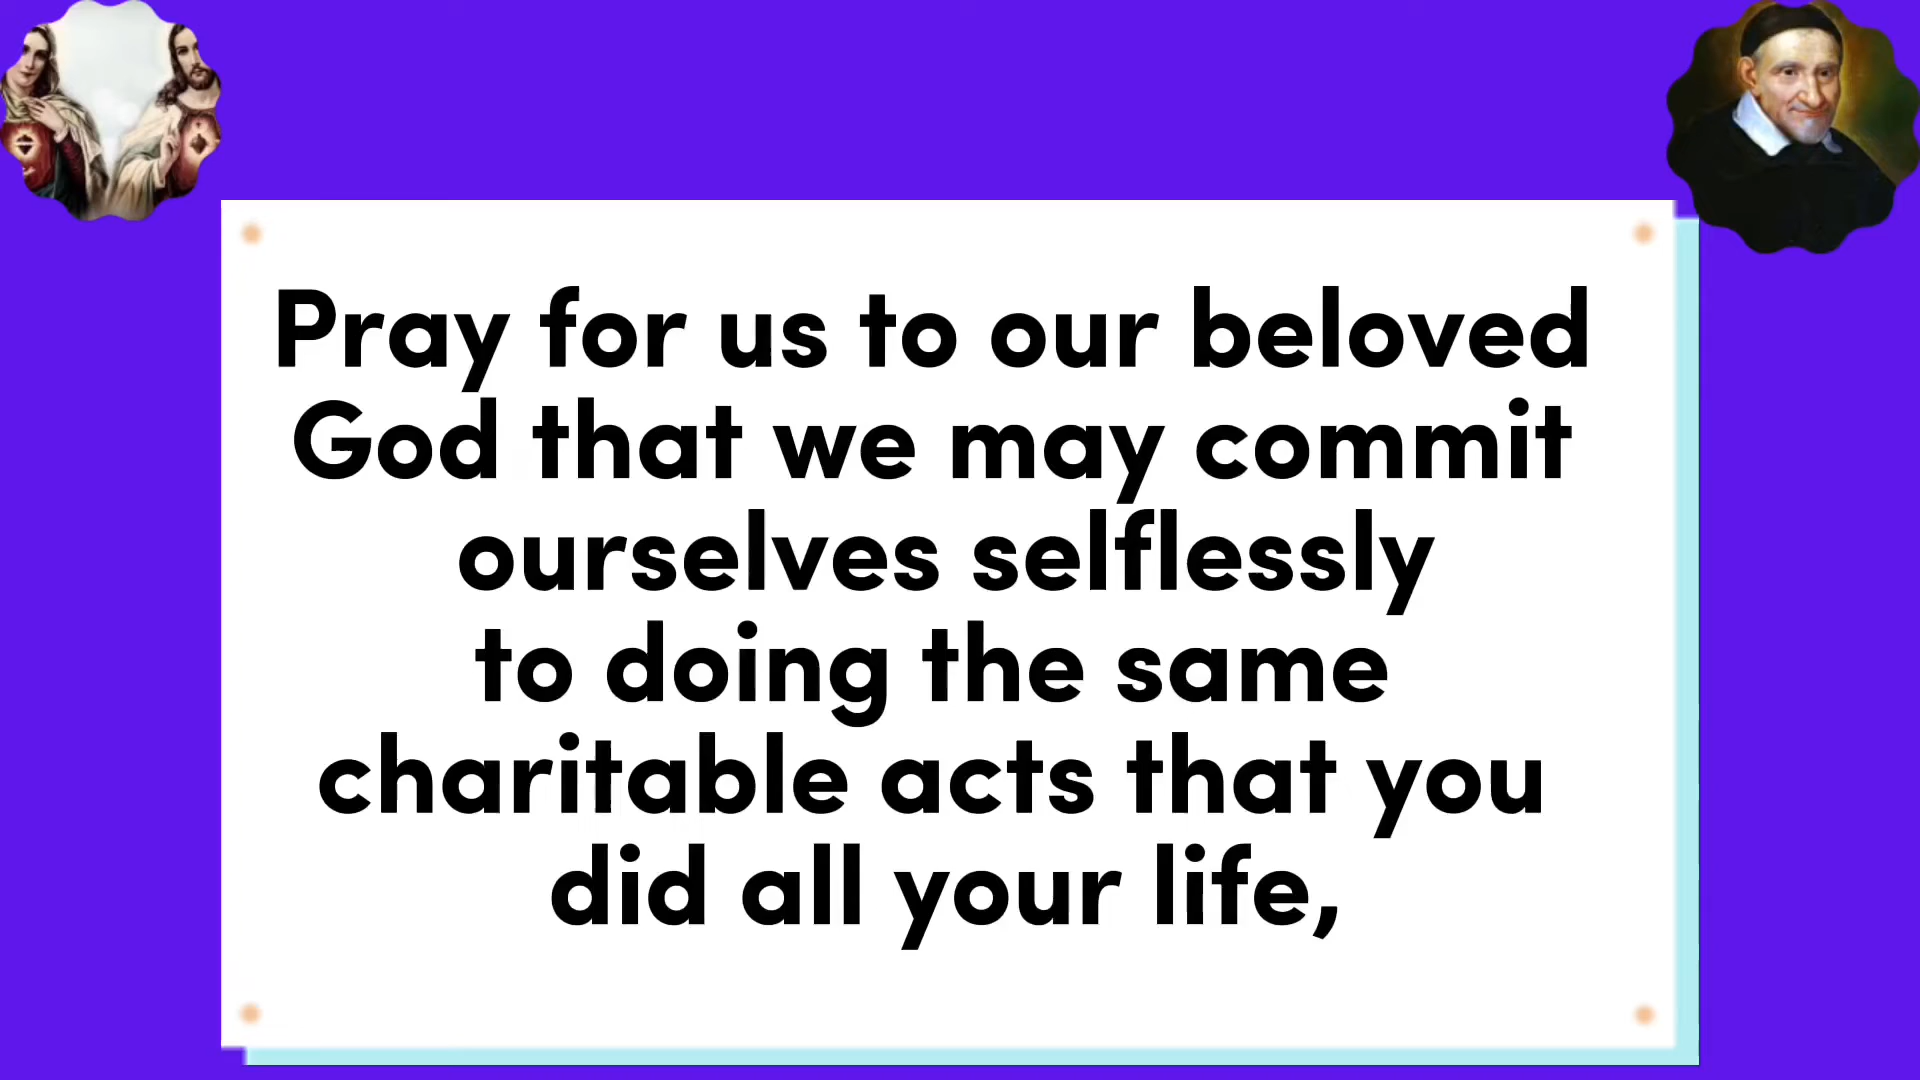 Pray for us to our beloved
God that we may commit
ourselves selflessly
to doing the same
charitable acts that you
did all your life,